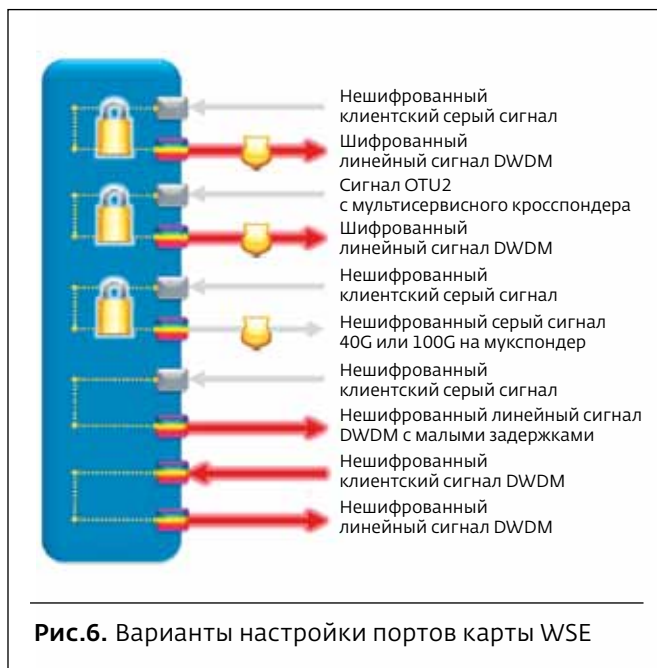 Нешифрованный
клиентский серый сигнал
Шифрованный
линейный сигнал DWDM
Сигнал OTU2
с мультисервисного кросспондера
Шифрованный
линейный сигнал DWDM
Нешифрованный
клиентский серый сигнал
Нешифрованный серый сигнал
40G или 100G на мукспондер
Нешифрованный
клиентский серый сигнал
Нешифрованный линейный сигнал
DWDM с малыми задержками
Нешифрованный
клиентский сигнал DWDM
Нешифрованный
линейный сигнал DWDM
Рис.6. Варианты настройки портов карты WSE